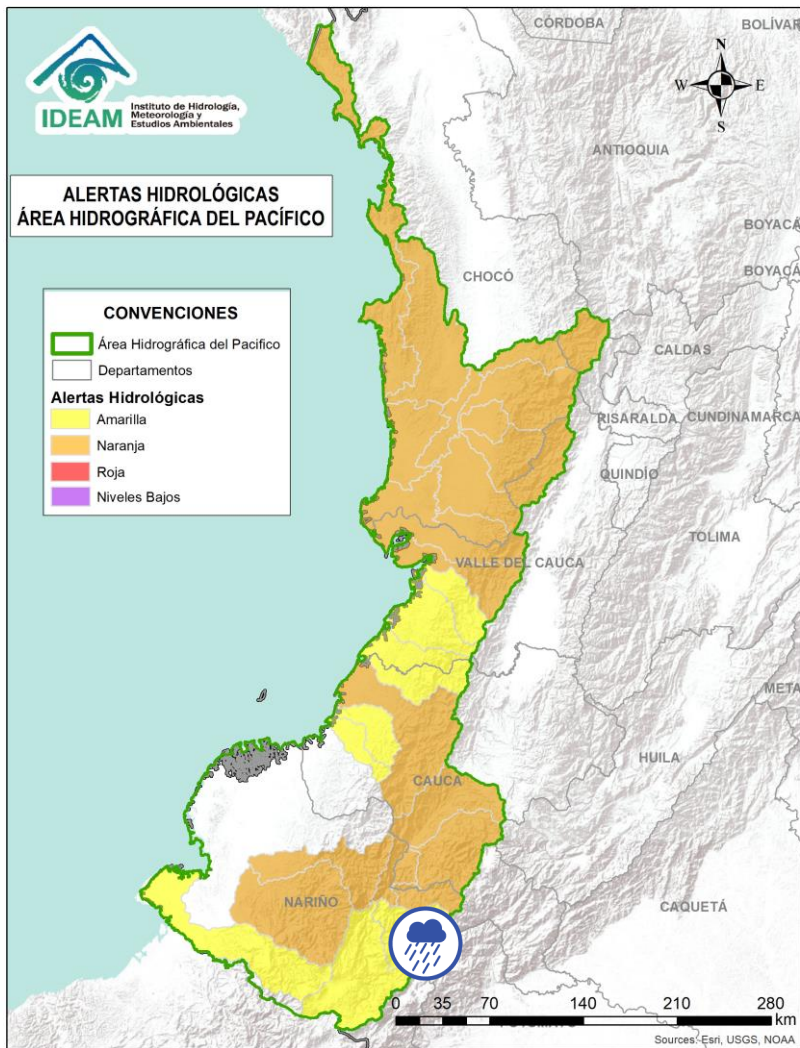 IDEAM
Instituto de Hidrología,
Meteorología y
Estudios Ambientales
ALERTAS HIDROLÓGICAS
ÁREA HIDROGRÁFICA DEL PACÍFICO
CONVENCIONES
Área Hidrográfica del Pacifico
Departamentos
Alertas Hidrológicas
Amarilla
Naranja
Roja
Niveles Bajos
CÓRDOBA
BOLÍVAR
N
W E
S
ANTIOQUIA
BOYACÁ
CHOCÓ
BOYACÁ
CALDAS
RISARALDA
CUNDINAMARCA
QUINDÍO
TOLIMA
VALLE DEL CAUCA
META
HUILA
CAUCA
NARIÑO
CAQUETÁ
0 35 70 140 210 280
km
Sources: Esri, USGS, NOAA